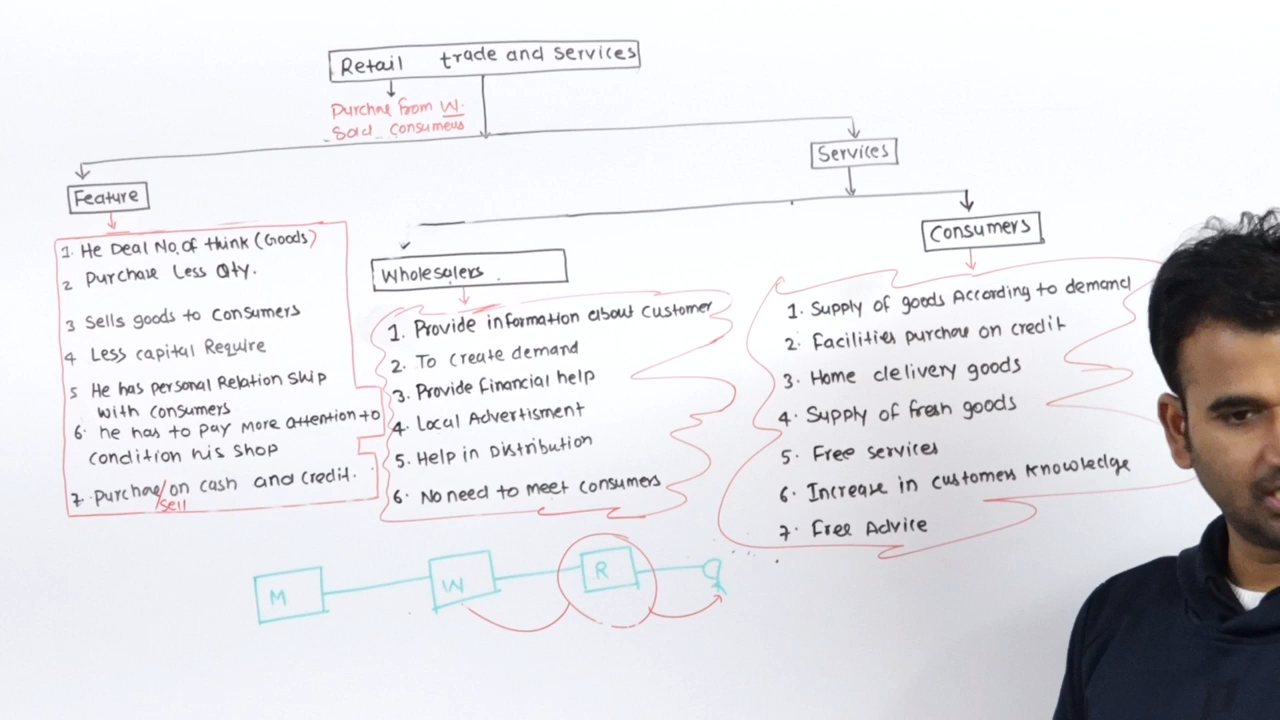 Retail trade and services
Purchae from W.
Sold consumers
Services
Feature
Consumers
Wholesalers
1. He Deal No. of think (Goods)
2 Purchase Less Qty.
3 Sells goods to consumers
4 Less capital Require
5 He has personal Relation ship
with consumers
6. he has to pay more attention to
condition his shop
7. purchase/on cash and credit.
sell
1. Provide information about customer
2. To create demand
3. Provide financial help
4. Local Advertisment
5. Help in Distribution
6. No need to meet consumers
1. Supply of goods According to demand
2. Facilities purchase on credit
3. Home delivery goods
4. Supply of fresh goods
5. Free services
6. Increase in customers knowledge
7. Free Advice
M W R